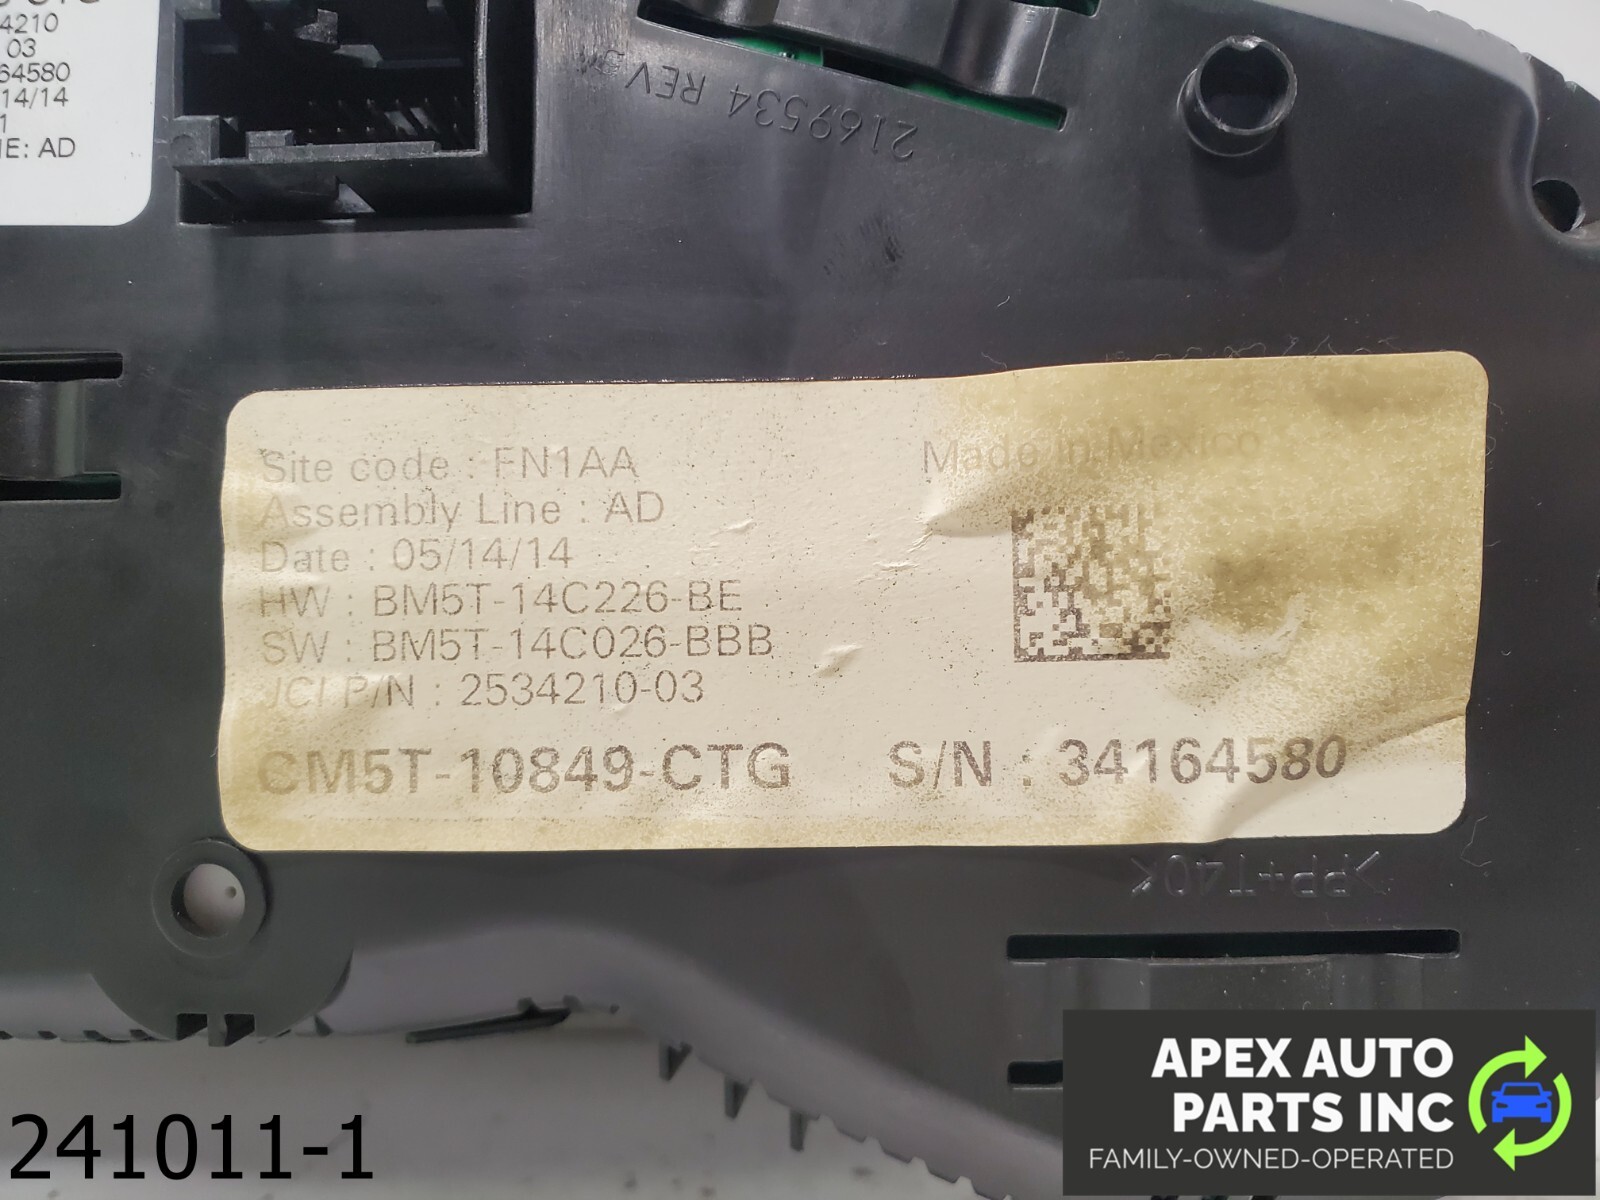 4210
03
64580
14/14
1
NE: AD
2169534 REV
Site code : FN1AA
Made in Mexico
Assembly Line : AD
Date : 05/14/14
HW : BM5T-14C226-BE
SW : BM5T-14C026-BBB
JCI P/N : 2534210-03
CM5T-10849-CTG S/N : 34164580
>PP+T40<
241011-1
APEX AUTO
PARTS INC
FAMILY-OWNED-OPERATED